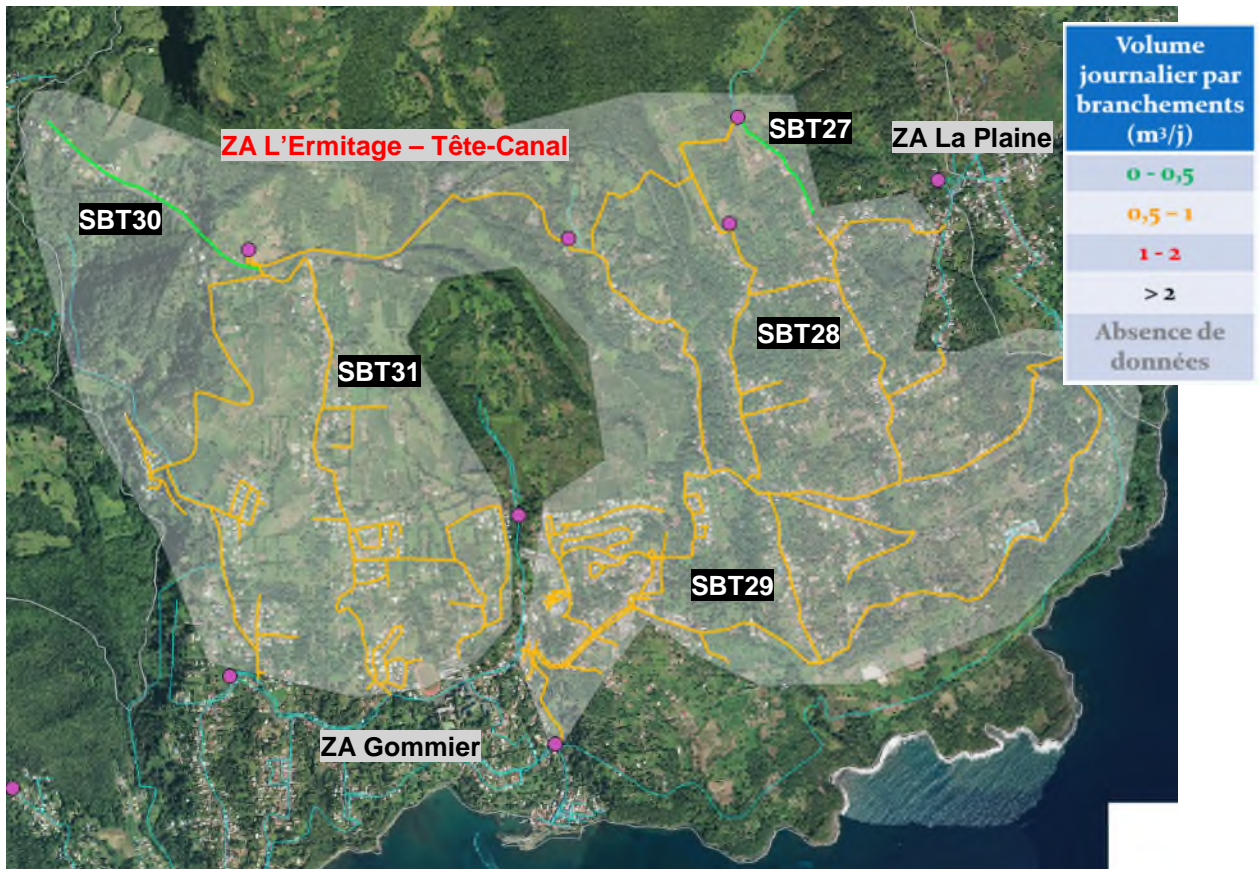 Volume
journalier par
branchements
(m³/j)
0 - 0,5
0,5 – 1
1 - 2
> 2
Absence de
données
SBT27
ZA La Plaine
ZA L'Ermitage – Tête-Canal
SBT30
SBT28
SBT31
SBT29
ZA Gommier